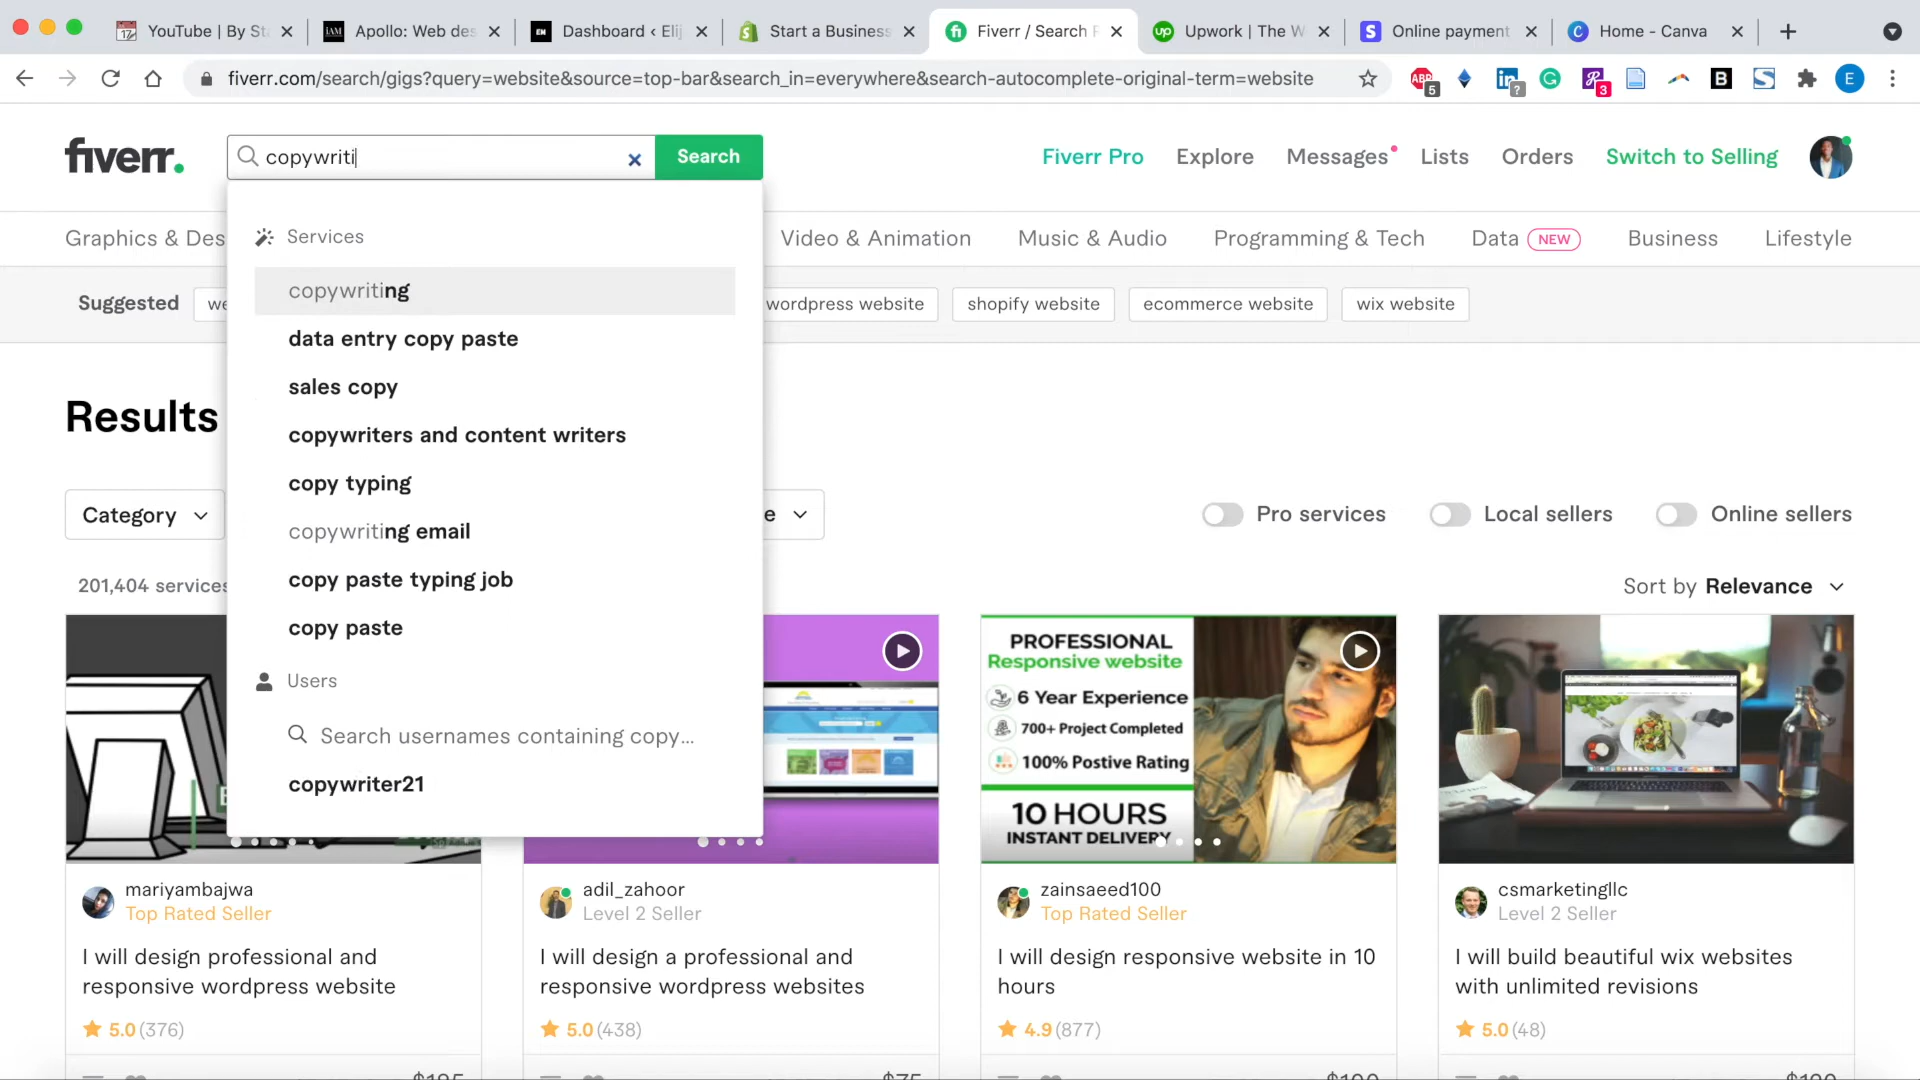 YouTube | By St
Apollo: Web des
Dashboard ‹ Elij
Start a Business
Fiverr / Search R
Upwork | The W
Online payment
Home - Canva
fiverr.com/search/gigs?query=website&source=top-bar&search_in=everywhere&search-autocomplete-original-term=website
fiverr.
copywriti
Search
Fiverr Pro
Explore
Messages
Lists
Orders
Switch to Selling
Graphics & Des
Video & Animation
Music & Audio
Programming & Tech
Data NEW
Business
Lifestyle
Suggested
we
wordpress website
shopify website
ecommerce website
wix website
Services
copywriting
data entry copy paste
sales copy
copywriters and content writers
copy typing
copywriting email
copy paste typing job
copy paste
Users
Search usernames containing copy...
copywriter21
Results
Category
e
Pro services
Local sellers
Online sellers
201,404 services
Sort by Relevance
PROFESSIONAL
Responsive website
6 Year Experience
700+ Project Completed
100% Postive Rating
10 HOURS
INSTANT DELIVERY
mariyambajwa
Top Rated Seller
I will design professional and
responsive wordpress website
5.0 (376)
adil_zahoor
Level 2 Seller
I will design a professional and
responsive wordpress websites
5.0 (438)
zainsaeed100
Top Rated Seller
I will design responsive website in 10
hours
4.9 (877)
csmarketingllc
Level 2 Seller
I will build beautiful wix websites
with unlimited revisions
5.0 (48)